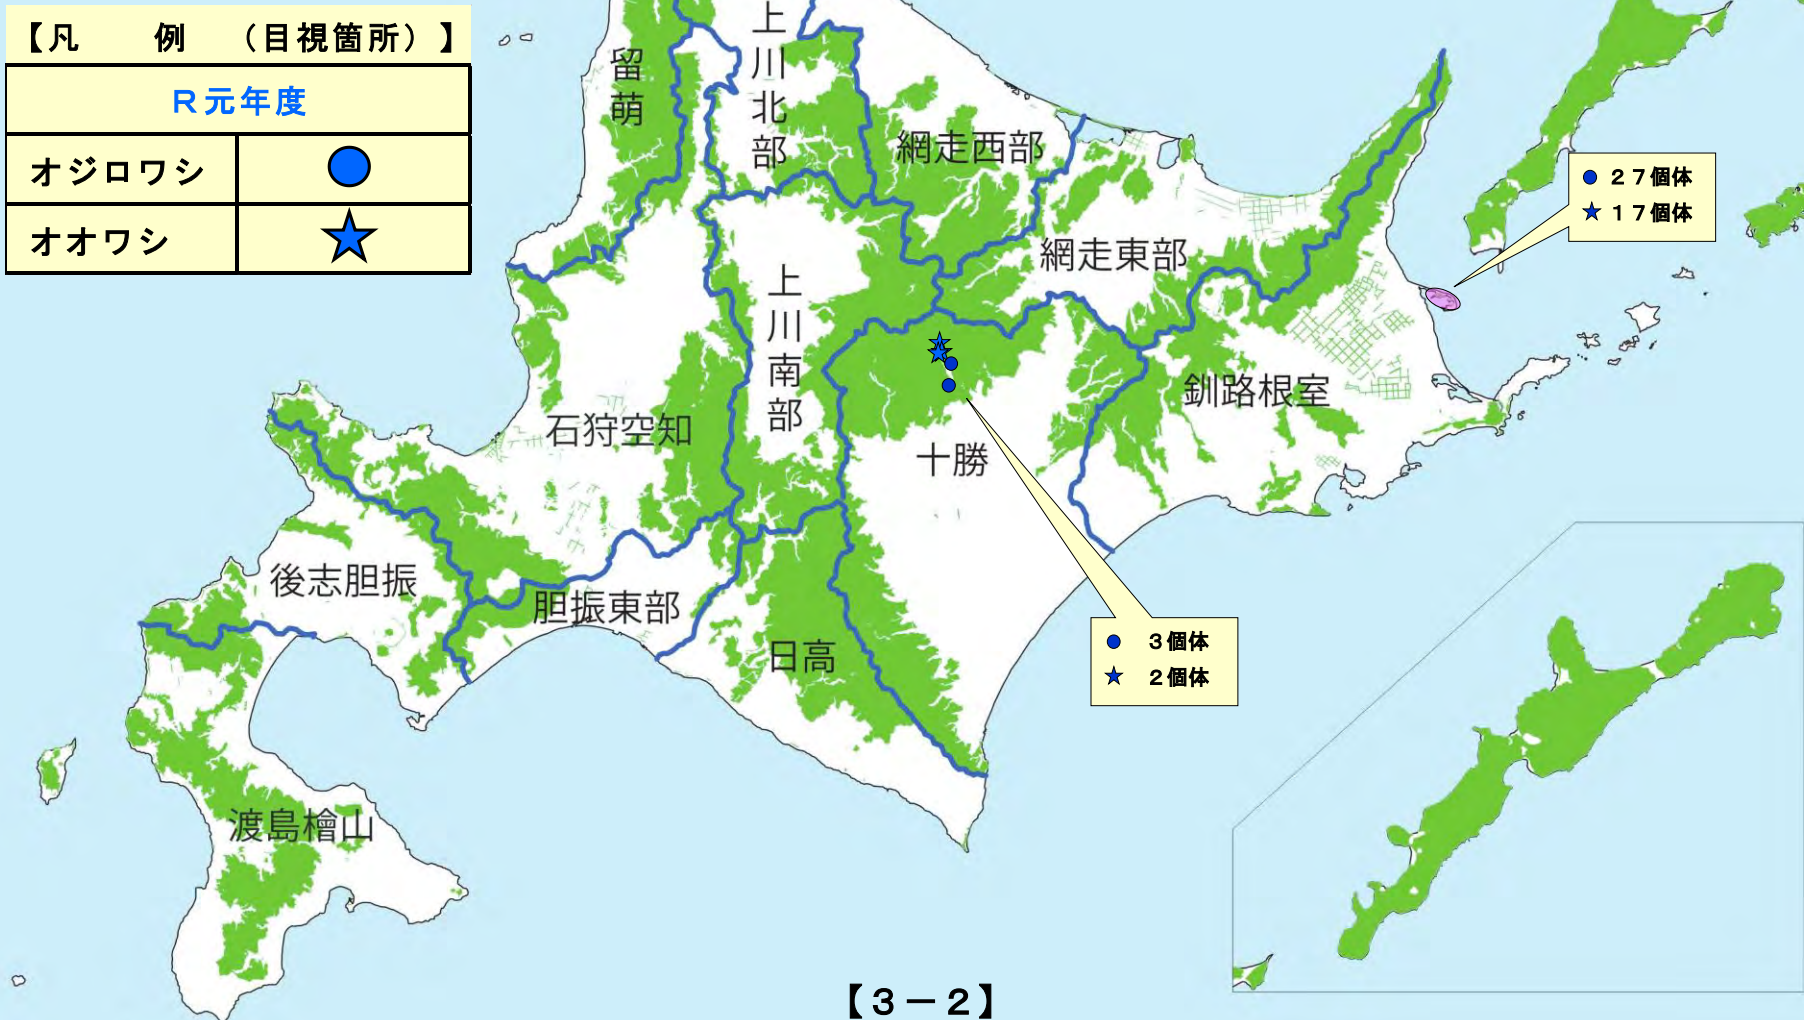 【凡　　例　（目視箇所）】
Ｒ元年度
オジロワシ
オオワシ
留萌
上川北部
網走西部
網走東部
２７個体
１７個体
上川南部
釧路根室
石狩空知
十勝
後志胆振
胆振東部
日高
３個体
２個体
渡島檜山
【３－２】